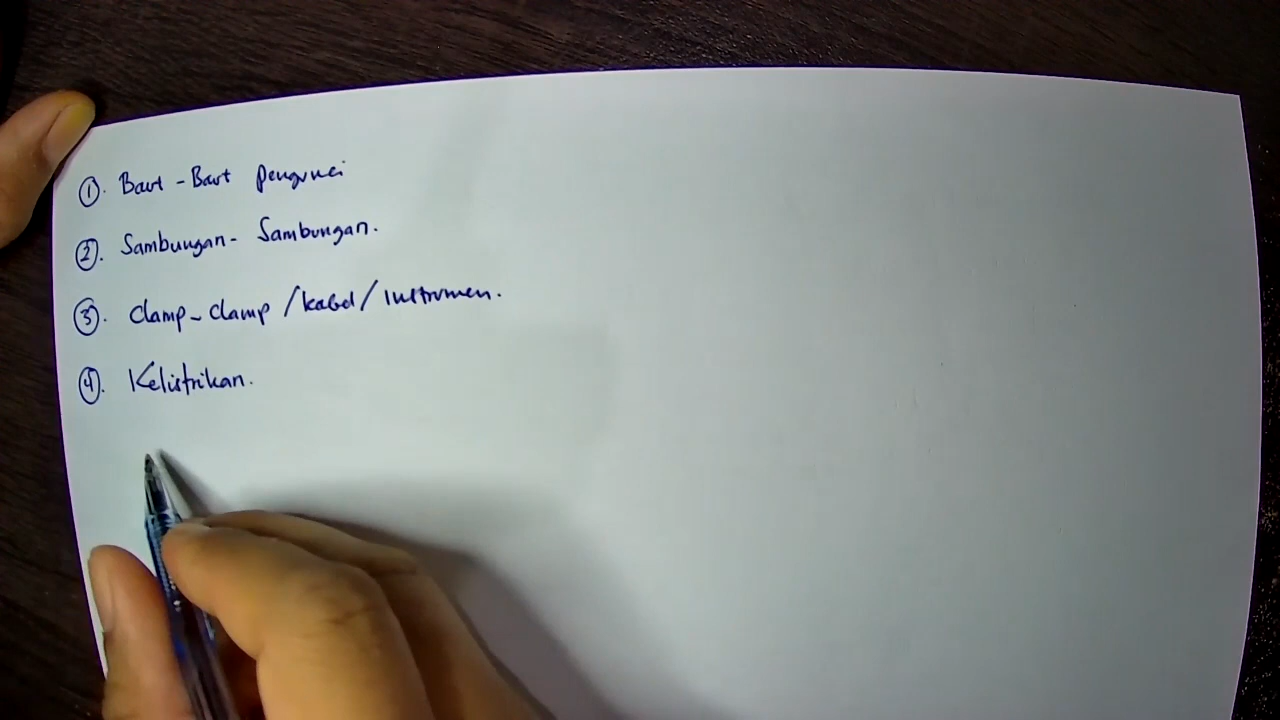 ①. Baut - Baut pengunci
②. Sambungan - Sambungan.
③. Clamp - clamp / kabel / instrumen.
④. Kelistrikan.